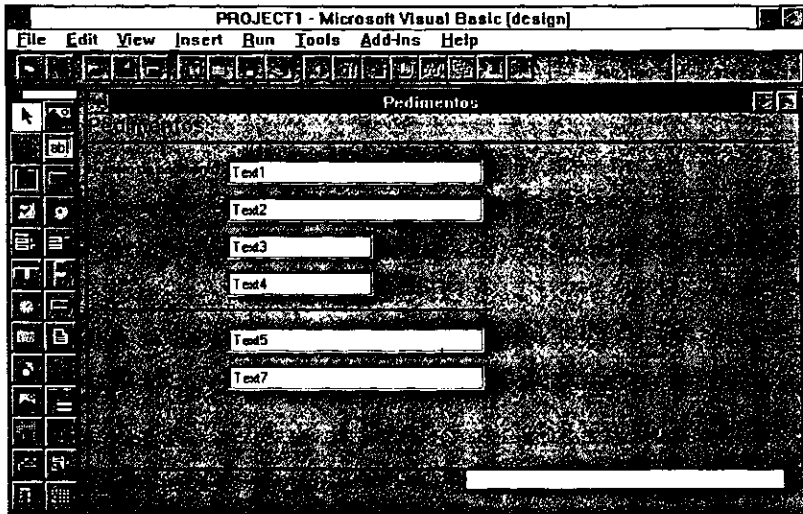 PROJECT1 - Microsoft Visual Basic [design]
File Edit View Insert Run Tools Add-Ins Help
Pedimentos
abl
Text1
Text2
Text3
Text4
Text5
Text7